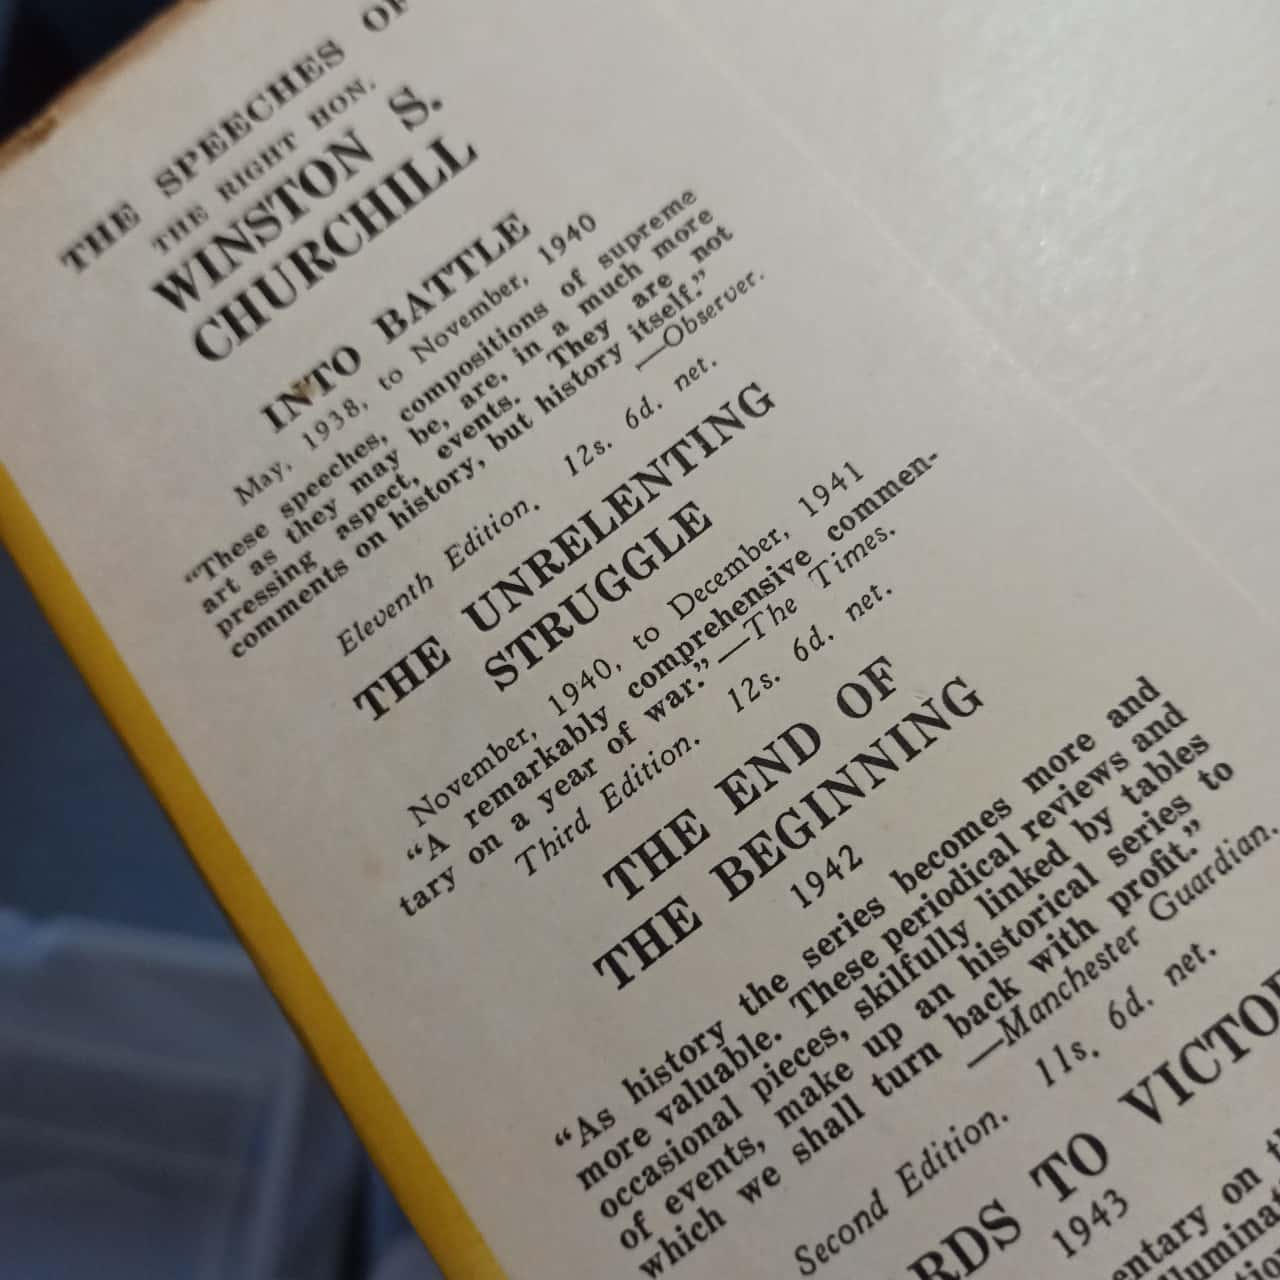 THE SPEECHES OF
THE RIGHT HON.
WINSTON S.
CHURCHILL
INTO BATTLE
May, 1938, to November, 1940
“These speeches, compositions of supreme
art as they may be, are, in a much more
pressing aspect, events. They are not
comments on history, but history itself.”
—Observer.
Eleventh Edition. 12s. 6d. net.
THE UNRELENTING
STRUGGLE
November, 1940, to December, 1941
“A remarkably comprehensive commen-
tary on a year of war.”—The Times.
Third Edition. 12s. 6d. net.
THE END OF
THE BEGINNING
1942
“As history the series becomes more and
more valuable. These periodical reviews and
occasional pieces, skilfully linked by tables
of events, make up an historical series to
which we shall turn back with profit.”
—Manchester Guardian.
Second Edition. 11s. 6d. net.
RDS TO VICTO
1943
entary on